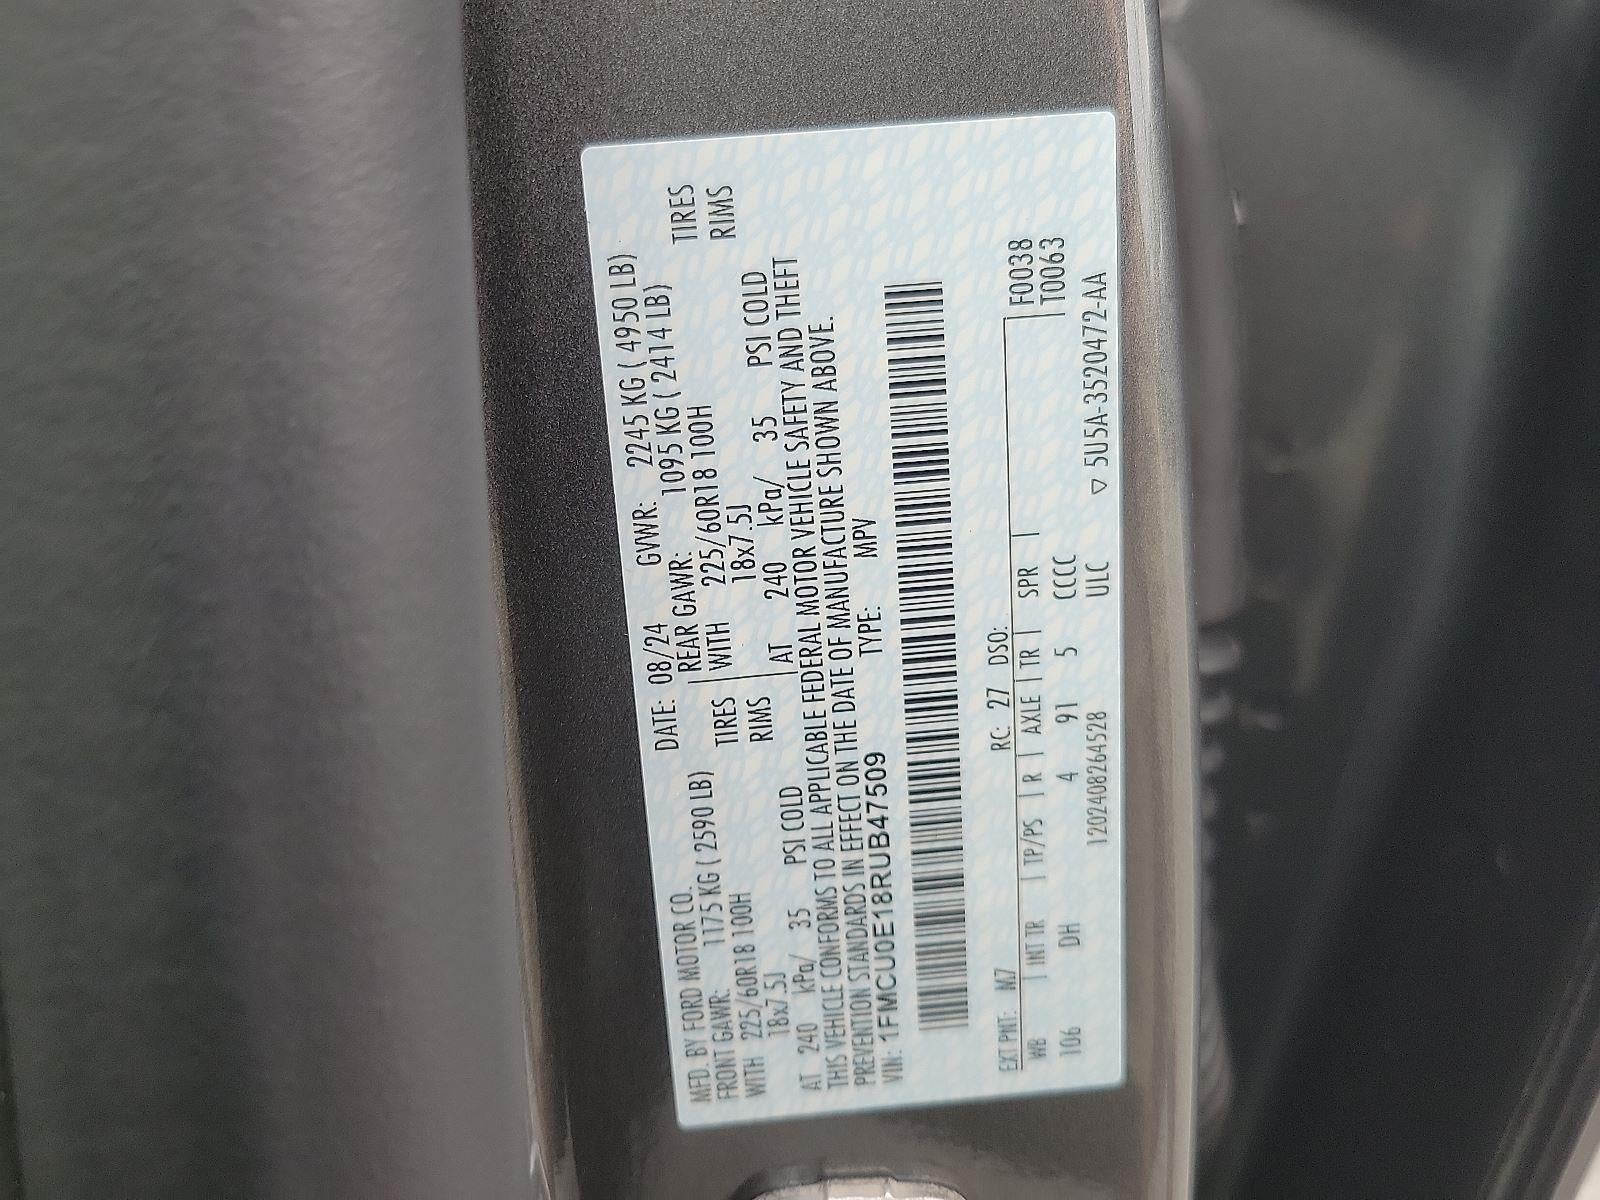 MFD. BY FORD MOTOR CO. DATE: 08/24 GVWR: 2245 KG ( 4950 LB)
FRONT GAWR: 1175 KG ( 2590 LB) REAR GAWR: 1095 KG ( 2414 LB)
WITH 225/60R18 100H TIRES WITH 225/60R18 100H TIRES
18x7.5J RIMS 18x7.5J RIMS
AT 240 kPa/ 35 PSI COLD AT 240 kPa/ 35 PSI COLD
THIS VEHICLE CONFORMS TO ALL APPLICABLE FEDERAL MOTOR VEHICLE SAFETY AND THEFT
PREVENTION STANDARDS IN EFFECT ON THE DATE OF MANUFACTURE SHOWN ABOVE.
VIN: 1FMCU0E18RUB47509 TYPE: MPV
EXT PNT: M7 RC: 27 DSO:
WB INT TR TP/PS R AXLE TR SPR F0038
106 DH 4 91 5 CCCC T0063
1202408264528 ULC ▽ 5U5A-3520472-AA